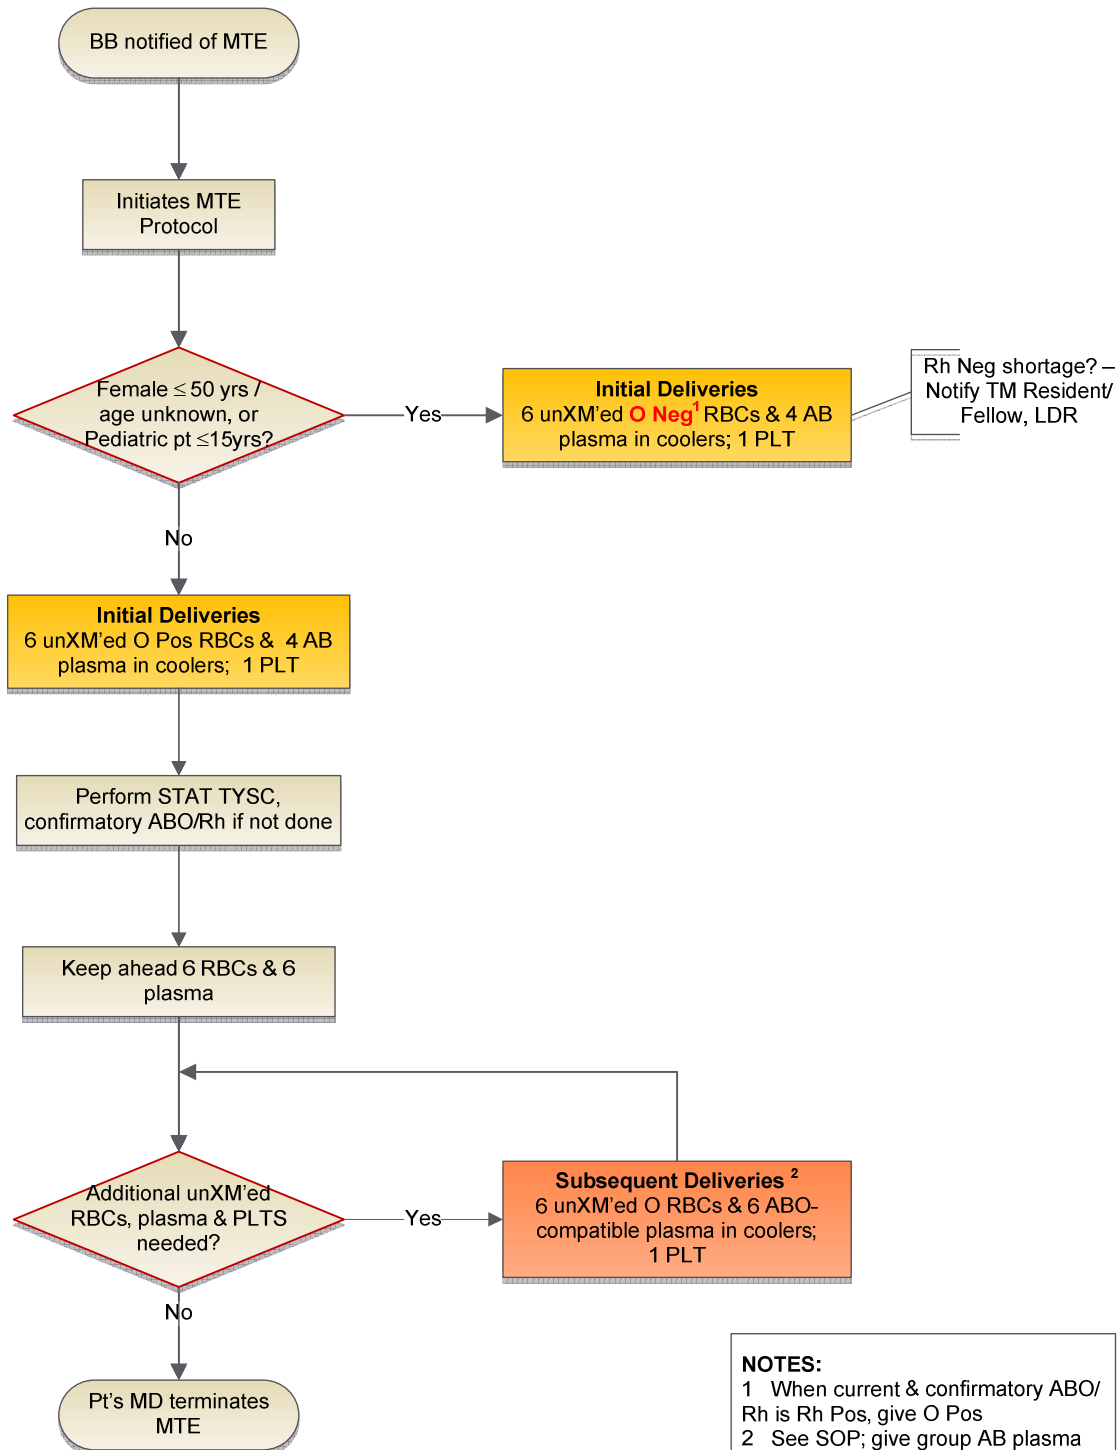 BB notified of MTE
Initiates MTE
Protocol
Female ≤ 50 yrs /
age unknown, or
Pediatric pt ≤15yrs?
Yes
Initial Deliveries
6 unXM'ed O Neg¹ RBCs & 4 AB
plasma in coolers; 1 PLT
Rh Neg shortage? –
Notify TM Resident/
Fellow, LDR
No
Initial Deliveries
6 unXM'ed O Pos RBCs & 4 AB
plasma in coolers; 1 PLT
Perform STAT TYSC,
confirmatory ABO/Rh if not done
Keep ahead 6 RBCs & 6
plasma
Additional unXM'ed
RBCs, plasma & PLTS
needed?
Yes
Subsequent Deliveries ²
6 unXM'ed O RBCs & 6 ABO-
compatible plasma in coolers;
1 PLT
No
Pt's MD terminates
MTE
NOTES:
1 When current & confirmatory ABO/
Rh is Rh Pos, give O Pos
2 See SOP; give group AB plasma